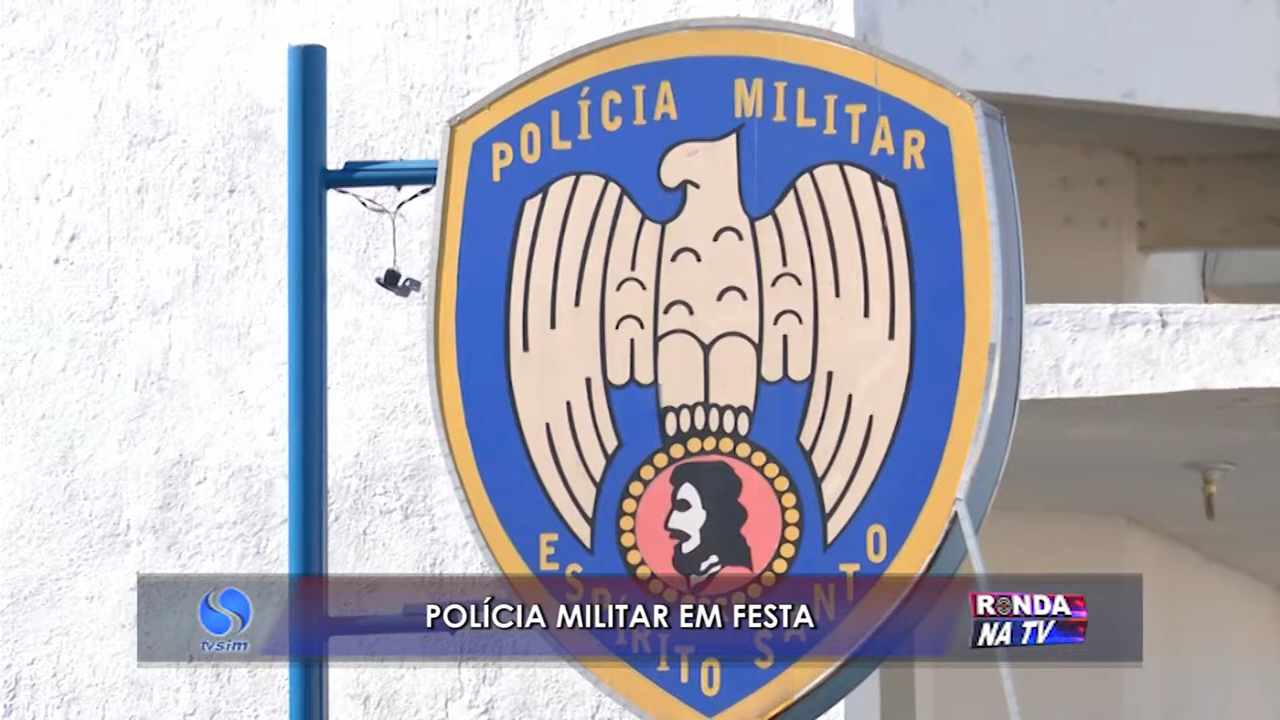 POLÍCIA MILITAR
ESPÍRITO SANTO
tvsim
POLÍCIA MILITAR EM FESTA
RONDA
NA TV